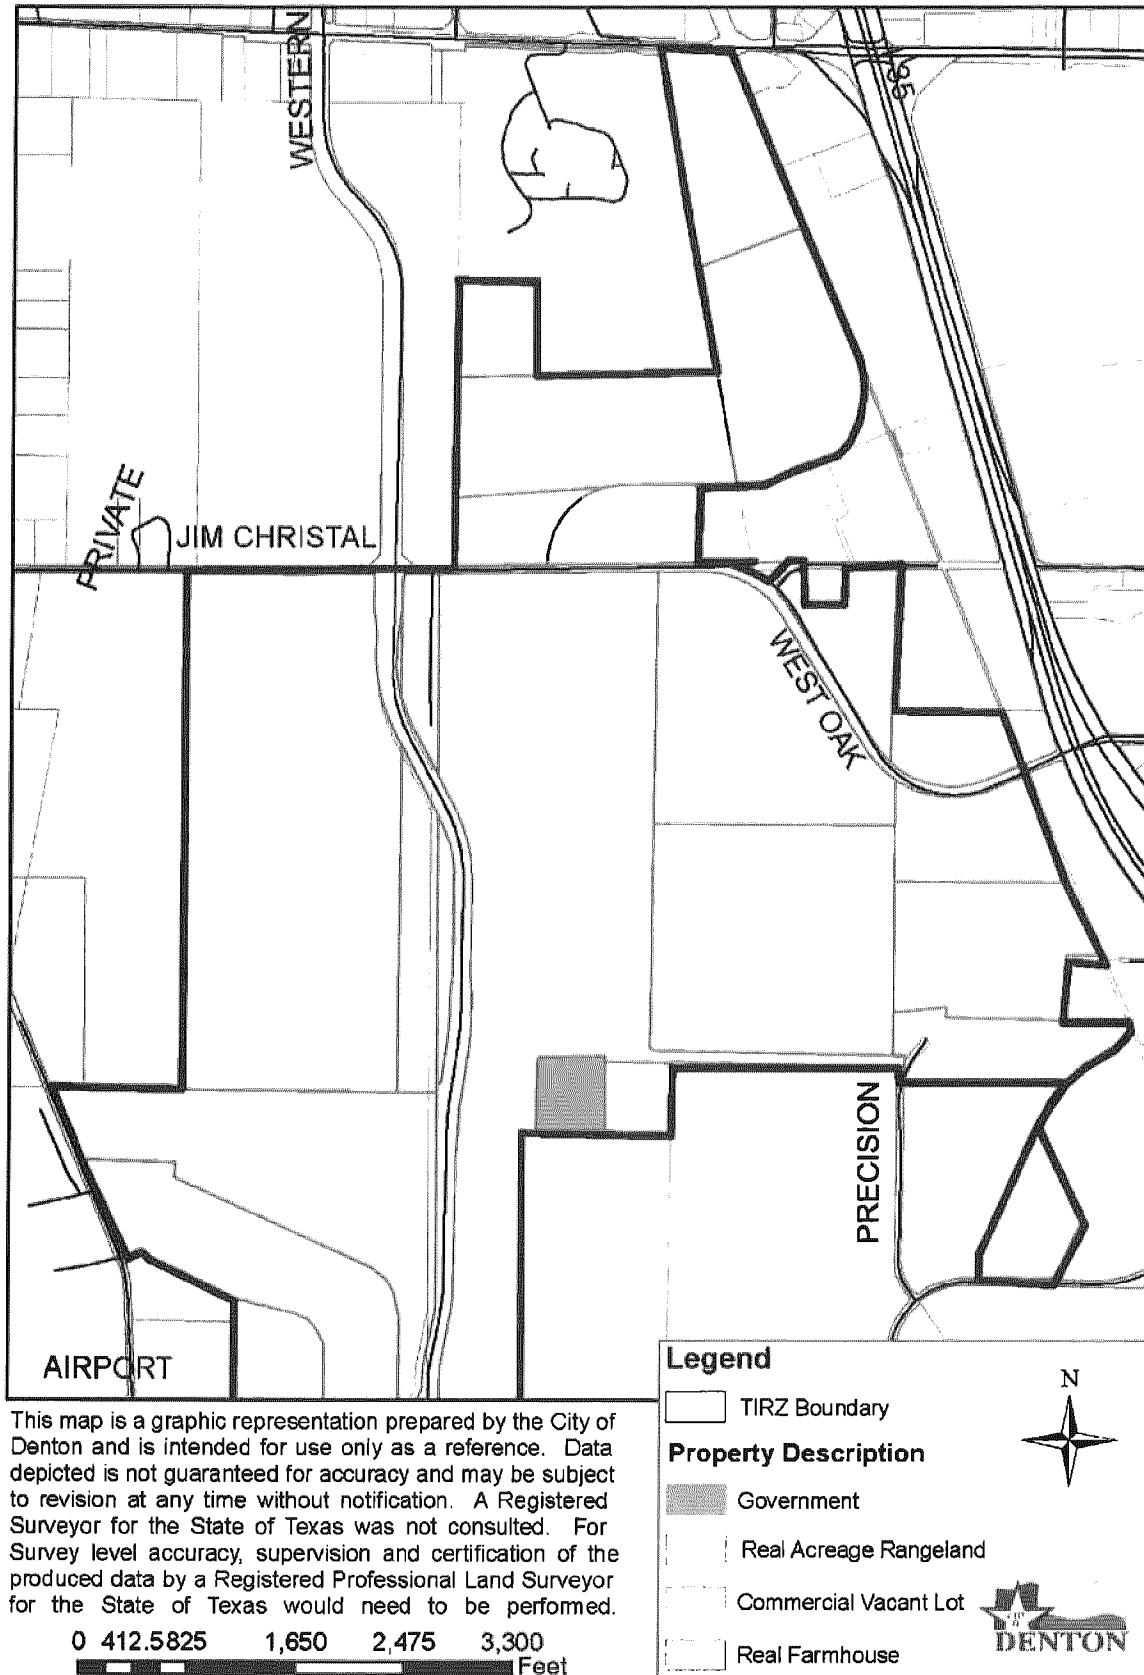 WESTERN
35
PRIVATE
JIM CHRISTAL
WEST OAK
PRECISION
AIRPORT
This map is a graphic representation prepared by the City of
Denton and is intended for use only as a reference. Data
depicted is not guaranteed for accuracy and may be subject
to revision at any time without notification. A Registered
Surveyor for the State of Texas was not consulted. For
Survey level accuracy, supervision and certification of the
produced data by a Registered Professional Land Surveyor
for the State of Texas would need to be performed.
0 412.5825 1,650 2,475 3,300
Feet
Legend
TIRZ Boundary
Property Description
Government
Real Acreage Rangeland
Commercial Vacant Lot
Real Farmhouse
N
DENTON